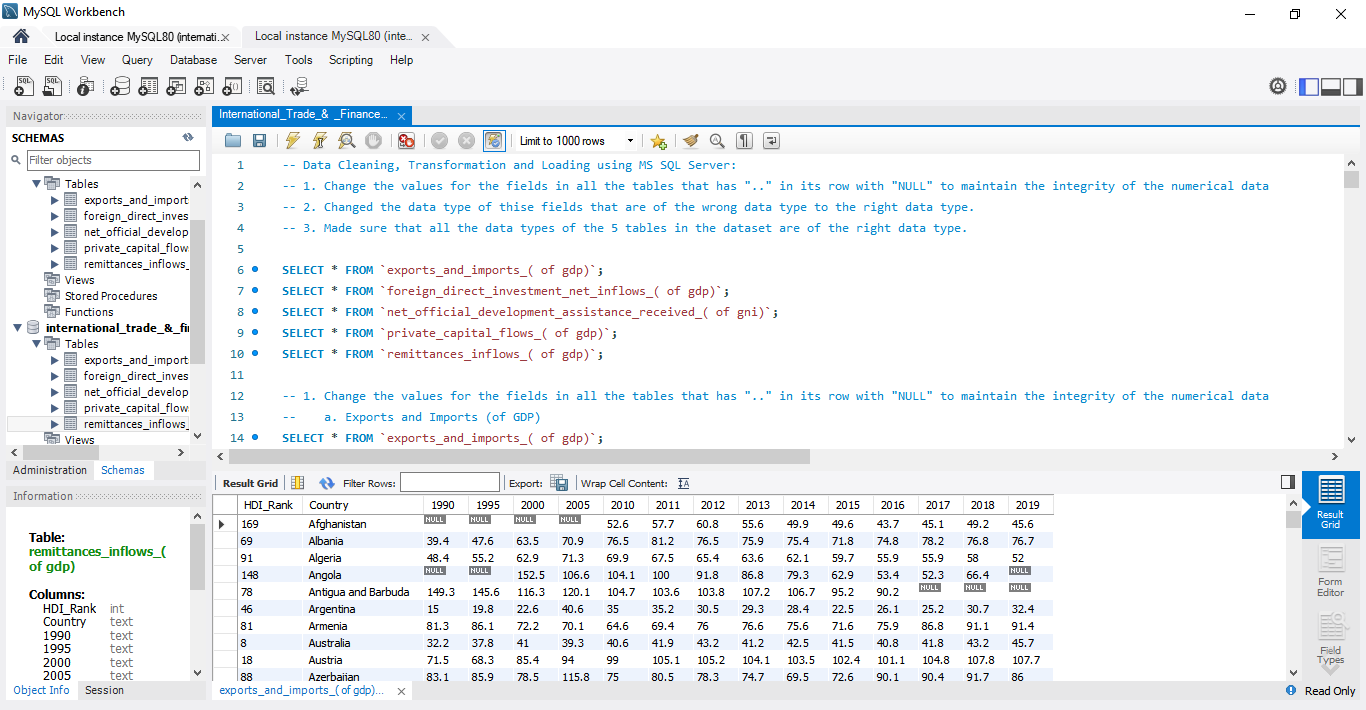 MySQL Workbench
Local instance MySQL80 (internati... Local instance MySQL80 (inte...
File Edit View Query Database Server Tools Scripting Help
Navigator
SCHEMAS
Filter objects
Tables
exports_and_import
foreign_direct_inves
net_official_develop
private_capital_flow
remittances_inflows_
Views
Stored Procedures
Functions
international_trade_&_fi
Tables
exports_and_import
foreign_direct_inves
net_official_develop
private_capital_flow
remittances_inflows_
Views
Administration Schemas
Information
Table:
remittances_inflows_(
of gdp)
Columns:
HDI_Rank int
Country text
1990 text
1995 text
2000 text
2005 text
Object Info Session
International_Trade_& _Finance...
Limit to 1000 rows
1 -- Data Cleaning, Transformation and Loading using MS SQL Server:
2 -- 1. Change the values for the fields in all the tables that has ".." in its row with "NULL" to maintain the integrity of the numerical data
3 -- 2. Changed the data type of thise fields that are of the wrong data type to the right data type.
4 -- 3. Made sure that all the data types of the 5 tables in the dataset are of the right data type.
5
6 SELECT * FROM `exports_and_imports_( of gdp)`;
7 SELECT * FROM `foreign_direct_investment_net_inflows_( of gdp)`;
8 SELECT * FROM `net_official_development_assistance_received_( of gni)`;
9 SELECT * FROM `private_capital_flows_( of gdp)`;
10 SELECT * FROM `remittances_inflows_( of gdp)`;
11
12 -- 1. Change the values for the fields in all the tables that has ".." in its row with "NULL" to maintain the integrity of the numerical data
13 -- a. Exports and Imports (of GDP)
14 SELECT * FROM `exports_and_imports_( of gdp)`;
Result Grid Filter Rows: Export: Wrap Cell Content:
HDI_Rank Country 1990 1995 2000 2005 2010 2011 2012 2013 2014 2015 2016 2017 2018 2019
169 Afghanistan NULL NULL NULL NULL 52.6 57.7 60.8 55.6 49.9 49.6 43.7 45.1 49.2 45.6
69 Albania 39.4 47.6 63.5 70.9 76.5 81.2 76.5 75.9 75.4 71.8 74.8 78.2 76.8 76.7
91 Algeria 48.4 55.2 62.9 71.3 69.9 67.5 65.4 63.6 62.1 59.7 55.9 55.9 58 52
148 Angola NULL NULL 152.5 106.6 104.1 100 91.8 86.8 79.3 62.9 53.4 52.3 66.4 NULL
78 Antigua and Barbuda 149.3 145.6 116.3 120.1 104.7 103.6 103.8 107.2 106.7 95.2 90.2 NULL NULL NULL
46 Argentina 15 19.8 22.6 40.6 35 35.2 30.5 29.3 28.4 22.5 26.1 25.2 30.7 32.4
81 Armenia 81.3 86.1 72.2 70.1 64.6 69.4 76 76.6 75.6 71.6 75.9 86.8 91.1 91.4
8 Australia 32.2 37.8 41 39.3 40.6 41.9 43.2 41.2 42.5 41.5 40.8 41.8 43.2 45.7
18 Austria 71.5 68.3 85.4 94 99 105.1 105.2 104.1 103.5 102.4 101.1 104.8 107.8 107.7
88 Azerbaijan 83.1 85.9 78.5 115.8 75 80.5 78.3 74.7 69.5 72.6 90.1 90.4 91.7 86
exports_and_imports_( of gdp)...
Result
Grid
Form
Editor
Field
Types
Read Only